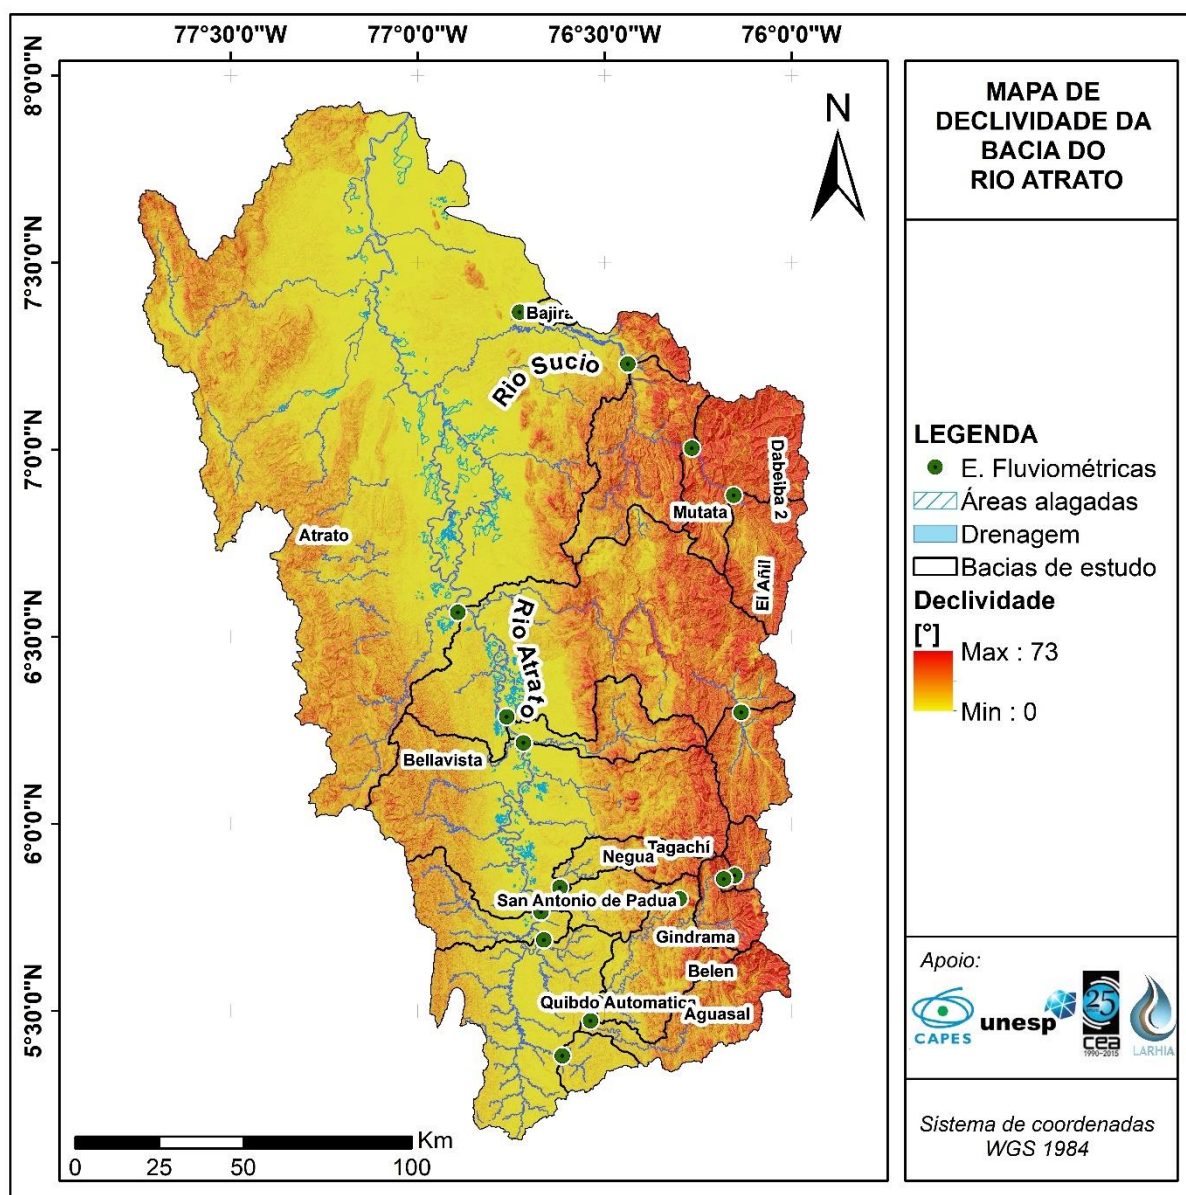 77°30'0"W
77°0'0"W
76°30'0"W
76°0'0"W
8°0'0"N
7°30'0"N
7°0'0"N
6°30'0"N
6°0'0"N
5°30'0"N
N
Bajira
Rio Sucio
Dabeiba 2
Mutata
Atrato
El Añil
Rio Atrato
Bellavista
Tagachí
Negua
San Antonio de Padua
Gindrama
Belen
Quibdo Automatica
Aguasal
Km
0 25 50 100
MAPA DE
DECLIVIDADE DA
BACIA DO
RIO ATRATO
LEGENDA
E. Fluviométricas
Áreas alagadas
Drenagem
Bacias de estudo
Declividade
[°]
Max : 73
Min : 0
Apoio:
CAPES
unesp
25
cea
1990-2015
LARHIA
Sistema de coordenadas
WGS 1984